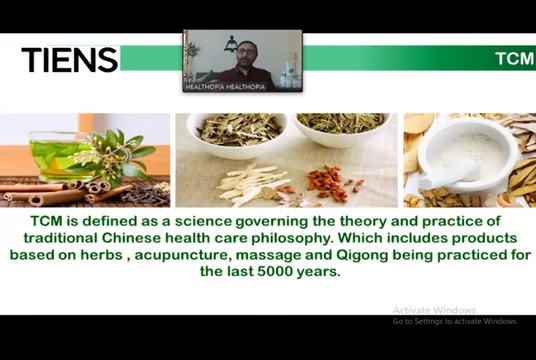 TIENS
TCM
HEALTHOPIA HEALTHOPIA
TCM is defined as a science governing the theory and practice of
traditional Chinese health care philosophy. Which includes products
based on herbs , acupuncture, massage and Qigong being practiced for
the last 5000 years.
Activate Windows
Go to Settings to activate Windows.